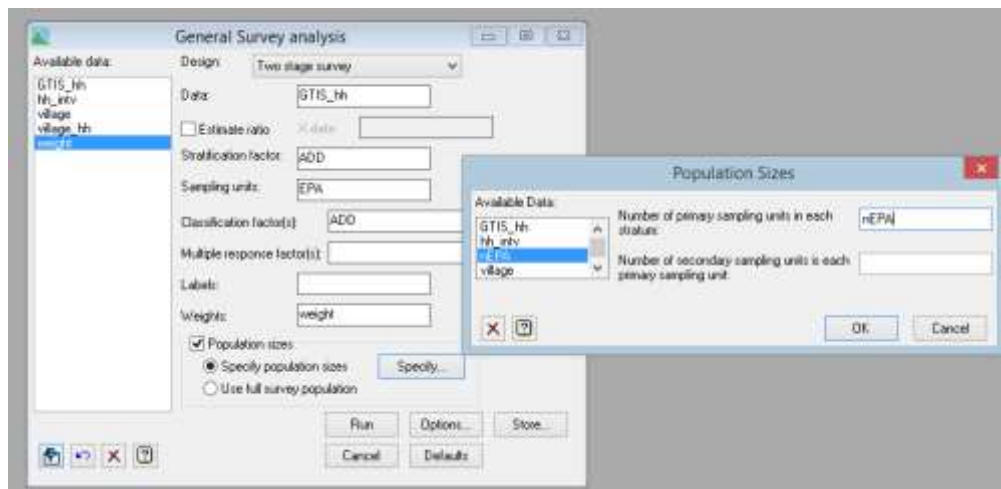 General Survey analysis
Available data:
GTIS_hh
hh_intv
village
village_hh
weight
Design: Two stage survey
Data: GTIS_hh
Estimate ratio X-data:
Stratification factor: ADD
Sampling units: EPA
Classification factor(s): ADD
Multiple response factor(s):
Labels:
Weights: weight
Population sizes
Specify population sizes Specify...
Use full survey population
Run Options... Store...
Cancel Defaults
Population Sizes
Available Data:
GTIS_hh
hh_intv
nEPA
village
Number of primary sampling units in each
stratum: nEPA
Number of secondary sampling units is each
primary sampling unit:
OK Cancel